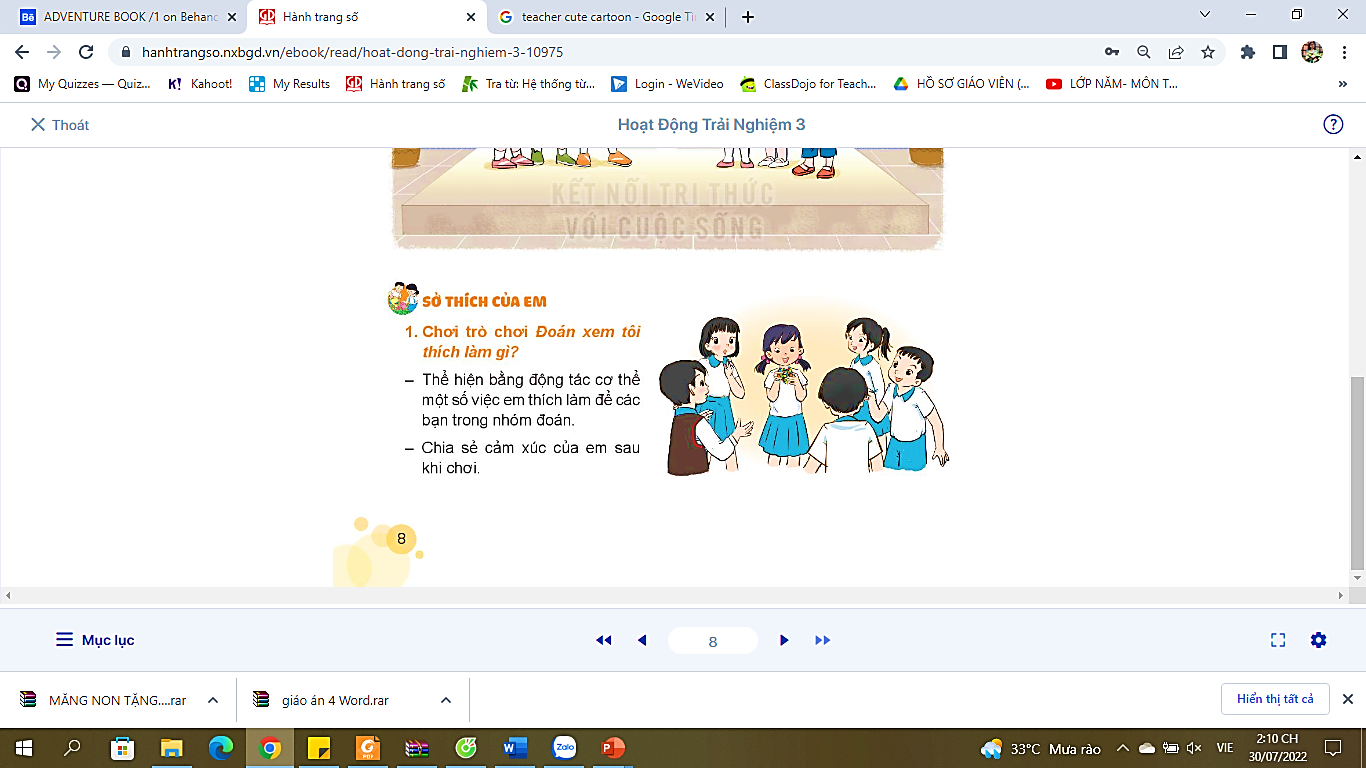 ADVENTURE BOOK /1 on Behanc
Hành trang số
teacher cute cartoon - Google Tì
hanhtrangso.nxbgd.vn/ebook/read/hoat-dong-trai-nghiem-3-10975
My Quizzes — Quiz...
Kahoot!
My Results
Hành trang số
Tra từ: Hệ thống từ...
Login - WeVideo
ClassDojo for Teach...
HỒ SƠ GIÁO VIÊN (...
LỚP NĂM- MÔN T...
»
Thoát
Hoạt Động Trải Nghiệm 3
KẾT NỐI TRI THỨC
VỚI CUỘC SỐNG
SỞ THÍCH CỦA EM
1. Chơi trò chơi Đoán xem tôi
thích làm gì?
– Thể hiện bằng động tác cơ thể
một số việc em thích làm để các
bạn trong nhóm đoán.
– Chia sẻ cảm xúc của em sau
khi chơi.
8
Mục lục
8
MĂNG NON TẶNG....rar
giáo án 4 Word.rar
Hiển thị tất cả
33°C Mưa rào
VIE
2:10 CH
30/07/2022